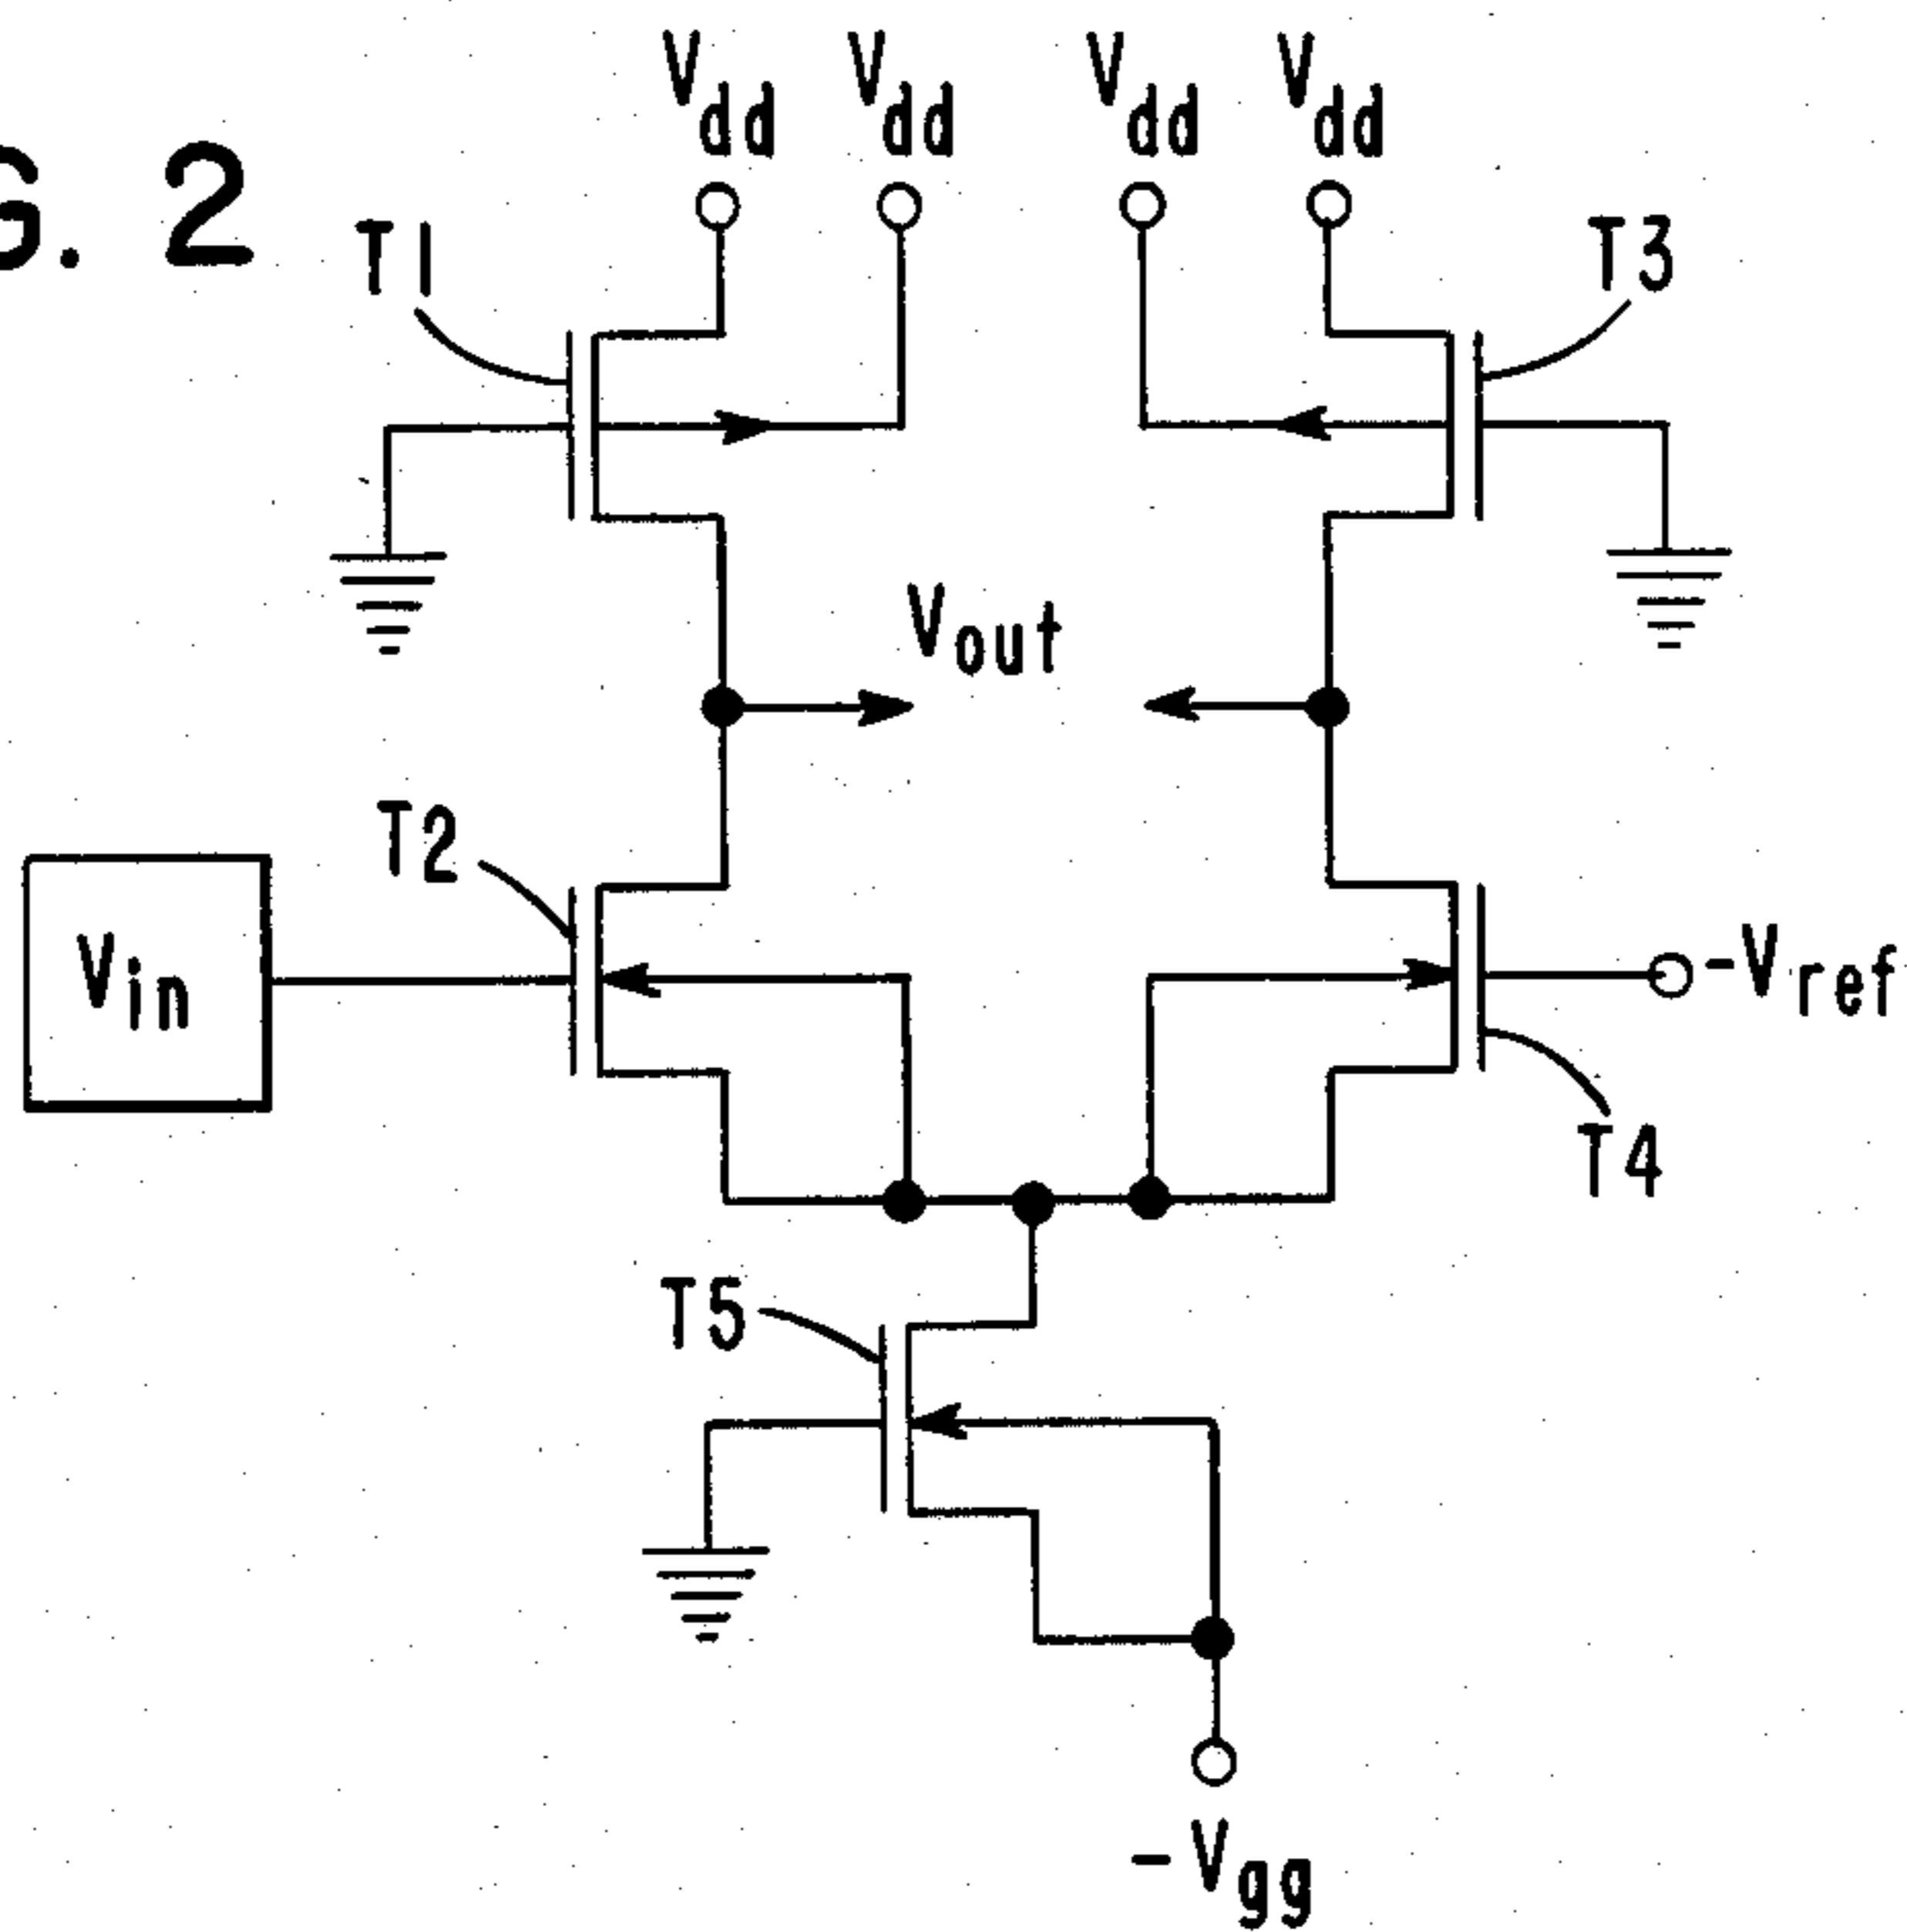 G. 2
Vdd Vdd Vdd Vdd
T1
T3
Vout
T2
Vin
-Vref
T4
T5
-Vgg